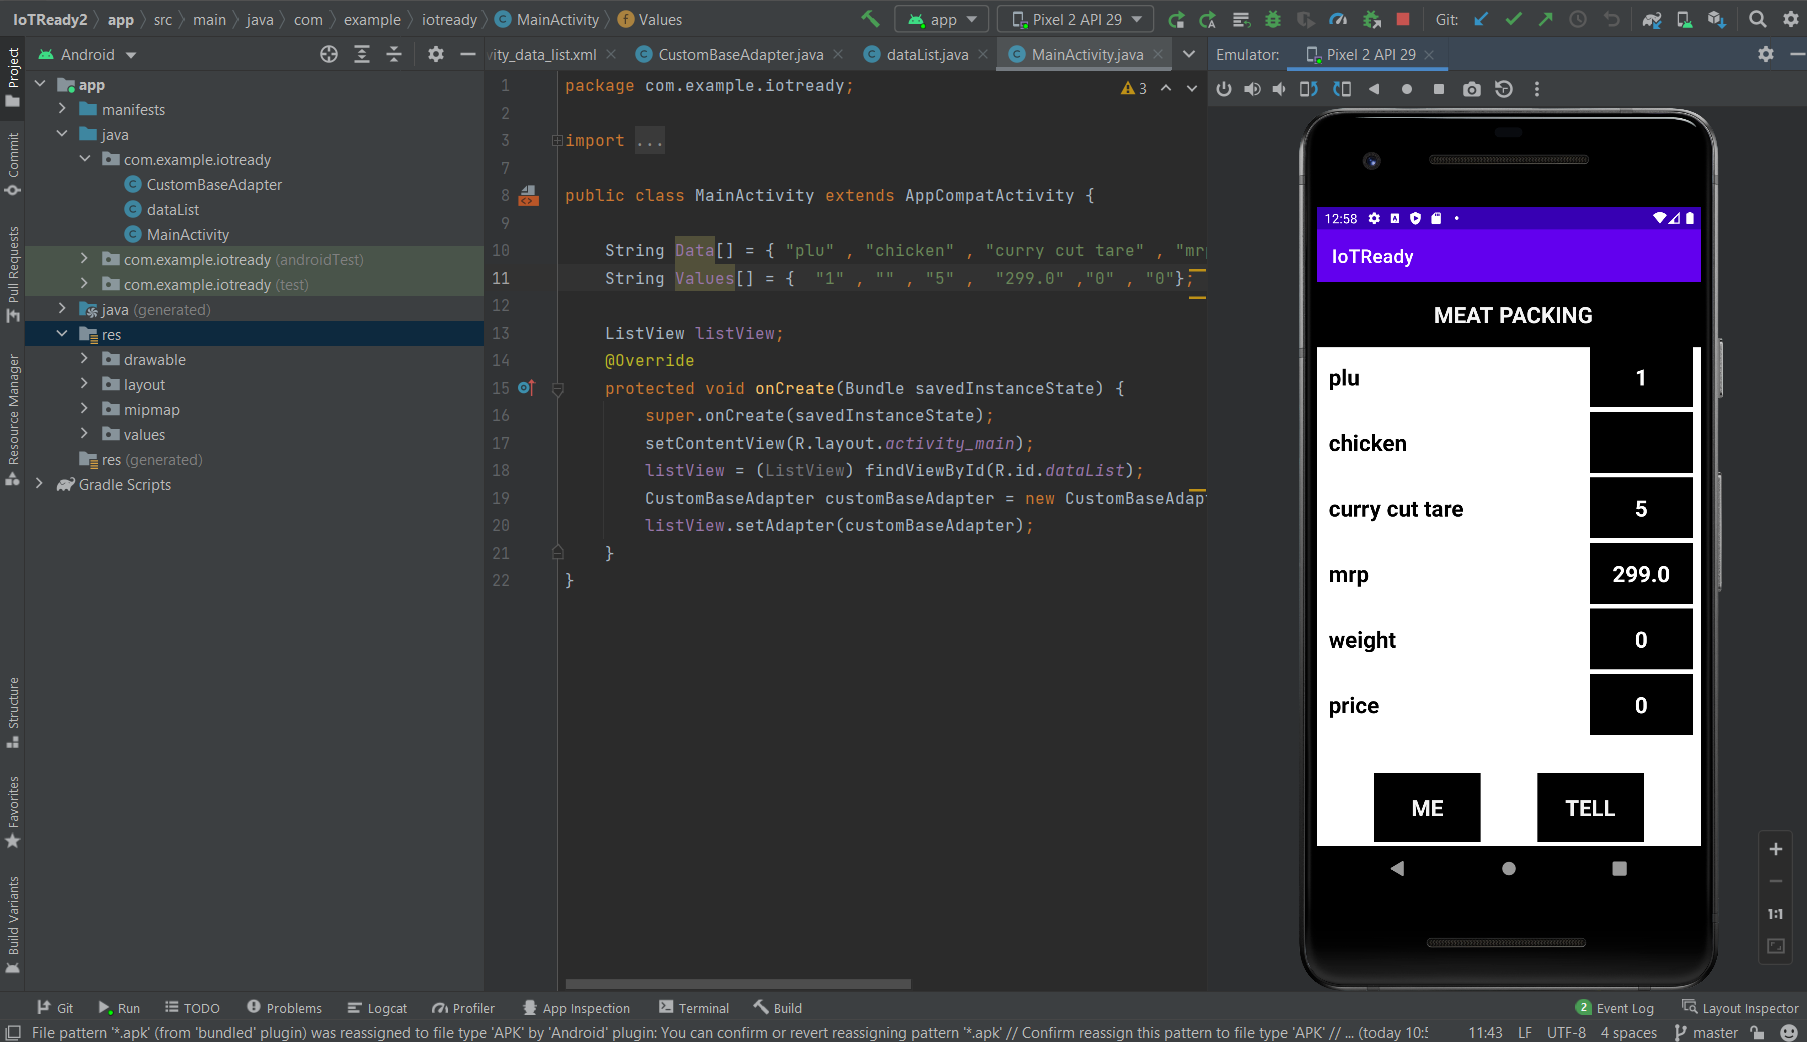 IoTReady2 app src main java com example iotready MainActivity Values app Pixel 2 API 29 Git:
Project
Commit
Pull Requests
Resource Manager
Structure
Favorites
Build Variants
Android
app
manifests
java
com.example.iotready
CustomBaseAdapter
dataList
MainActivity
com.example.iotready (androidTest)
com.example.iotready (test)
java (generated)
res
drawable
layout
mipmap
values
res (generated)
Gradle Scripts
vity_data_list.xml CustomBaseAdapter.java dataList.java MainActivity.java
3
1 package com.example.iotready;
2
3 import ...
7
8 public class MainActivity extends AppCompatActivity {
9
10 String Data[] = { "plu" , "chicken" , "curry cut tare" , "mrp
11 String Values[] = { "1" , "" , "5" , "299.0" ,"0" , "0"};
12
13 ListView listView;
14 @Override
15 protected void onCreate(Bundle savedInstanceState) {
16 super.onCreate(savedInstanceState);
17 setContentView(R.layout.activity_main);
18 listView = (ListView) findViewById(R.id.dataList);
19 CustomBaseAdapter customBaseAdapter = new CustomBaseAdapt
20 listView.setAdapter(customBaseAdapter);
21 }
22 }
Emulator: Pixel 2 API 29
12:58
IoTReady
MEAT PACKING
plu 1
chicken
curry cut tare 5
mrp 299.0
weight 0
price 0
ME TELL
1:1
Git Run TODO Problems Logcat Profiler App Inspection Terminal Build 2 Event Log Layout Inspector
File pattern '*.apk' (from 'bundled' plugin) was reassigned to file type 'APK' by 'Android' plugin: You can confirm or revert reassigning pattern '*.apk' // Confirm reassign this pattern to file type 'APK' // ... (today 10:5 11:43 LF UTF-8 4 spaces master